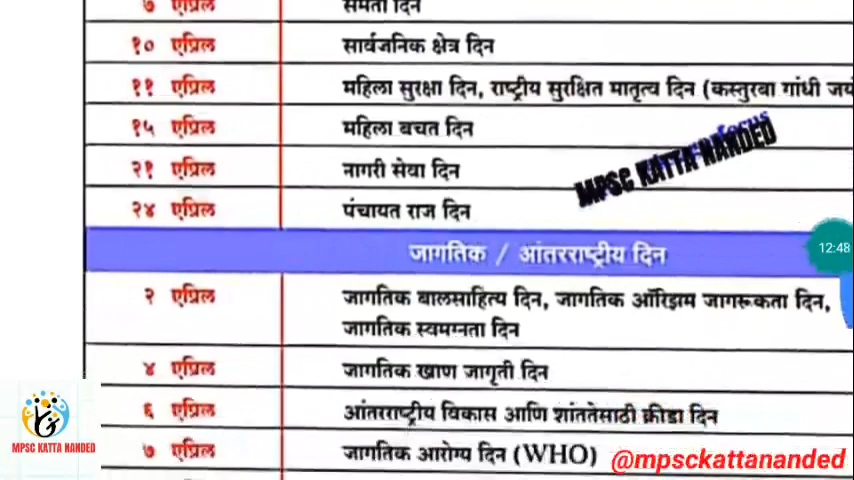 ७ एप्रिल समता दिन
१० एप्रिल सार्वजनिक क्षेत्र दिन
११ एप्रिल महिला सुरक्षा दिन, राष्ट्रीय सुरक्षित मातृत्व दिन (कस्तुरबा गांधी जयं
१५ एप्रिल महिला बचत दिन
२१ एप्रिल नागरी सेवा दिन
MPSC KATTA NANDED
२४ एप्रिल पंचायत राज दिन
जागतिक / आंतरराष्ट्रीय दिन
12:48
२ एप्रिल जागतिक बालसाहित्य दिन, जागतिक ऑरिझम जागरूकता दिन,
जागतिक स्वमग्नता दिन
४ एप्रिल जागतिक खाण जागृती दिन
६ एप्रिल आंतरराष्ट्रीय विकास आणि शांततेसाठी क्रीडा दिन
७ एप्रिल जागतिक आरोग्य दिन (WHO)
MPSC KATTA NANDED
@mpsckattananded